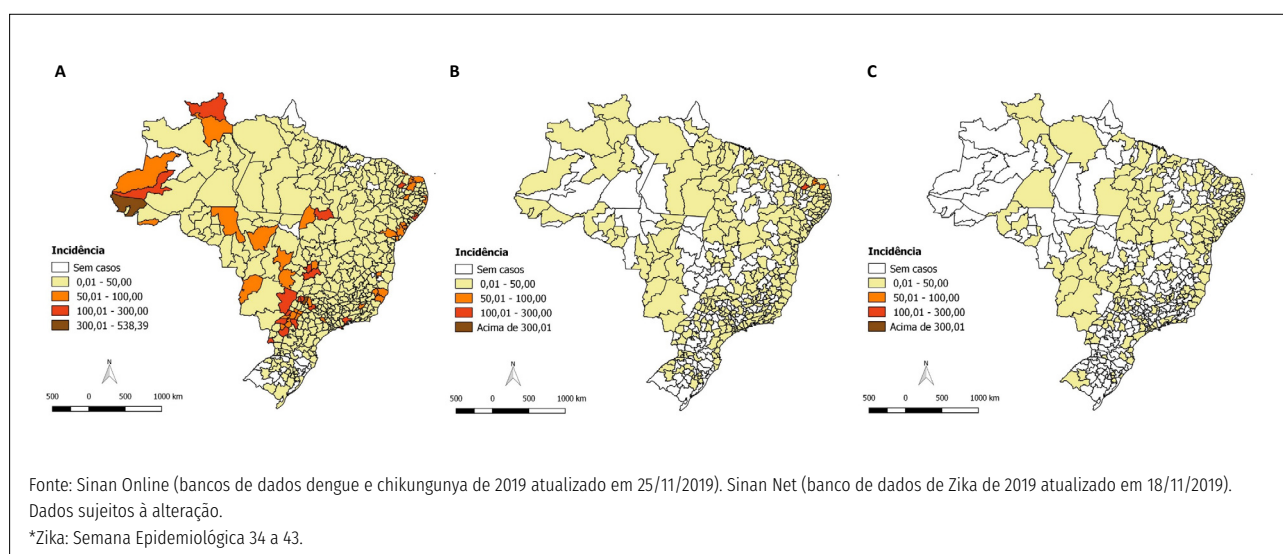 A
B
C
Incidência
Sem casos
0,01 - 50,00
50,01 - 100,00
100,01 - 300,00
300,01 - 538,39
N
500 0 500 1000 km
Incidência
Sem casos
0,01 - 50,00
50,01 - 100,00
100,01 - 300,00
Acima de 300,01
N
500 0 500 1000 km
Incidência
Sem casos
0,01 - 50,00
50,01 - 100,00
100,01 - 300,00
Acima de 300,01
N
500 0 500 1000 km
Fonte: Sinan Online (bancos de dados dengue e chikungunya de 2019 atualizado em 25/11/2019). Sinan Net (banco de dados de Zika de 2019 atualizado em 18/11/2019).
Dados sujeitos à alteração.
*Zika: Semana Epidemiológica 34 a 43.